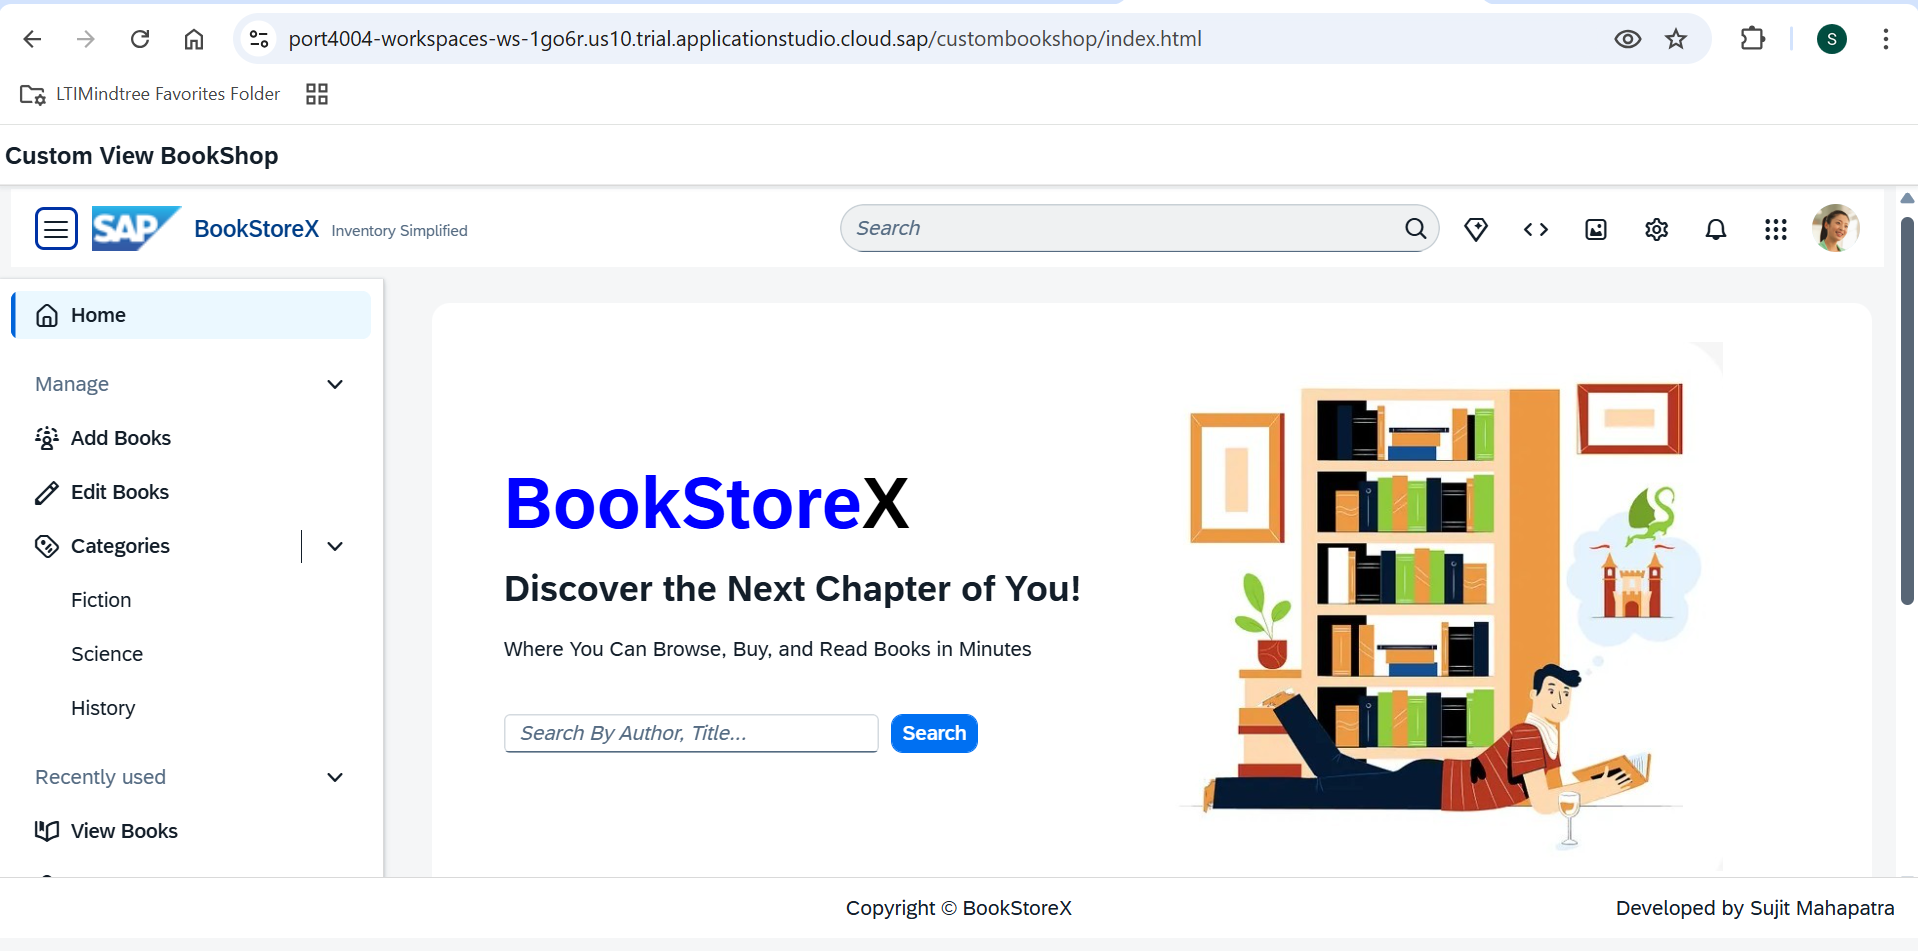 port4004-workspaces-ws-1go6r.us10.trial.applicationstudio.cloud.sap/custombookshop/index.html
S
LTIMindtree Favorites Folder
Custom View BookShop
SAP
BookStoreX Inventory Simplified
Search
Home
Manage
Add Books
Edit Books
Categories
Fiction
Science
History
Recently used
View Books
BookStoreX
Discover the Next Chapter of You!
Where You Can Browse, Buy, and Read Books in Minutes
Search By Author, Title...
Search
Copyright © BookStoreX
Developed by Sujit Mahapatra